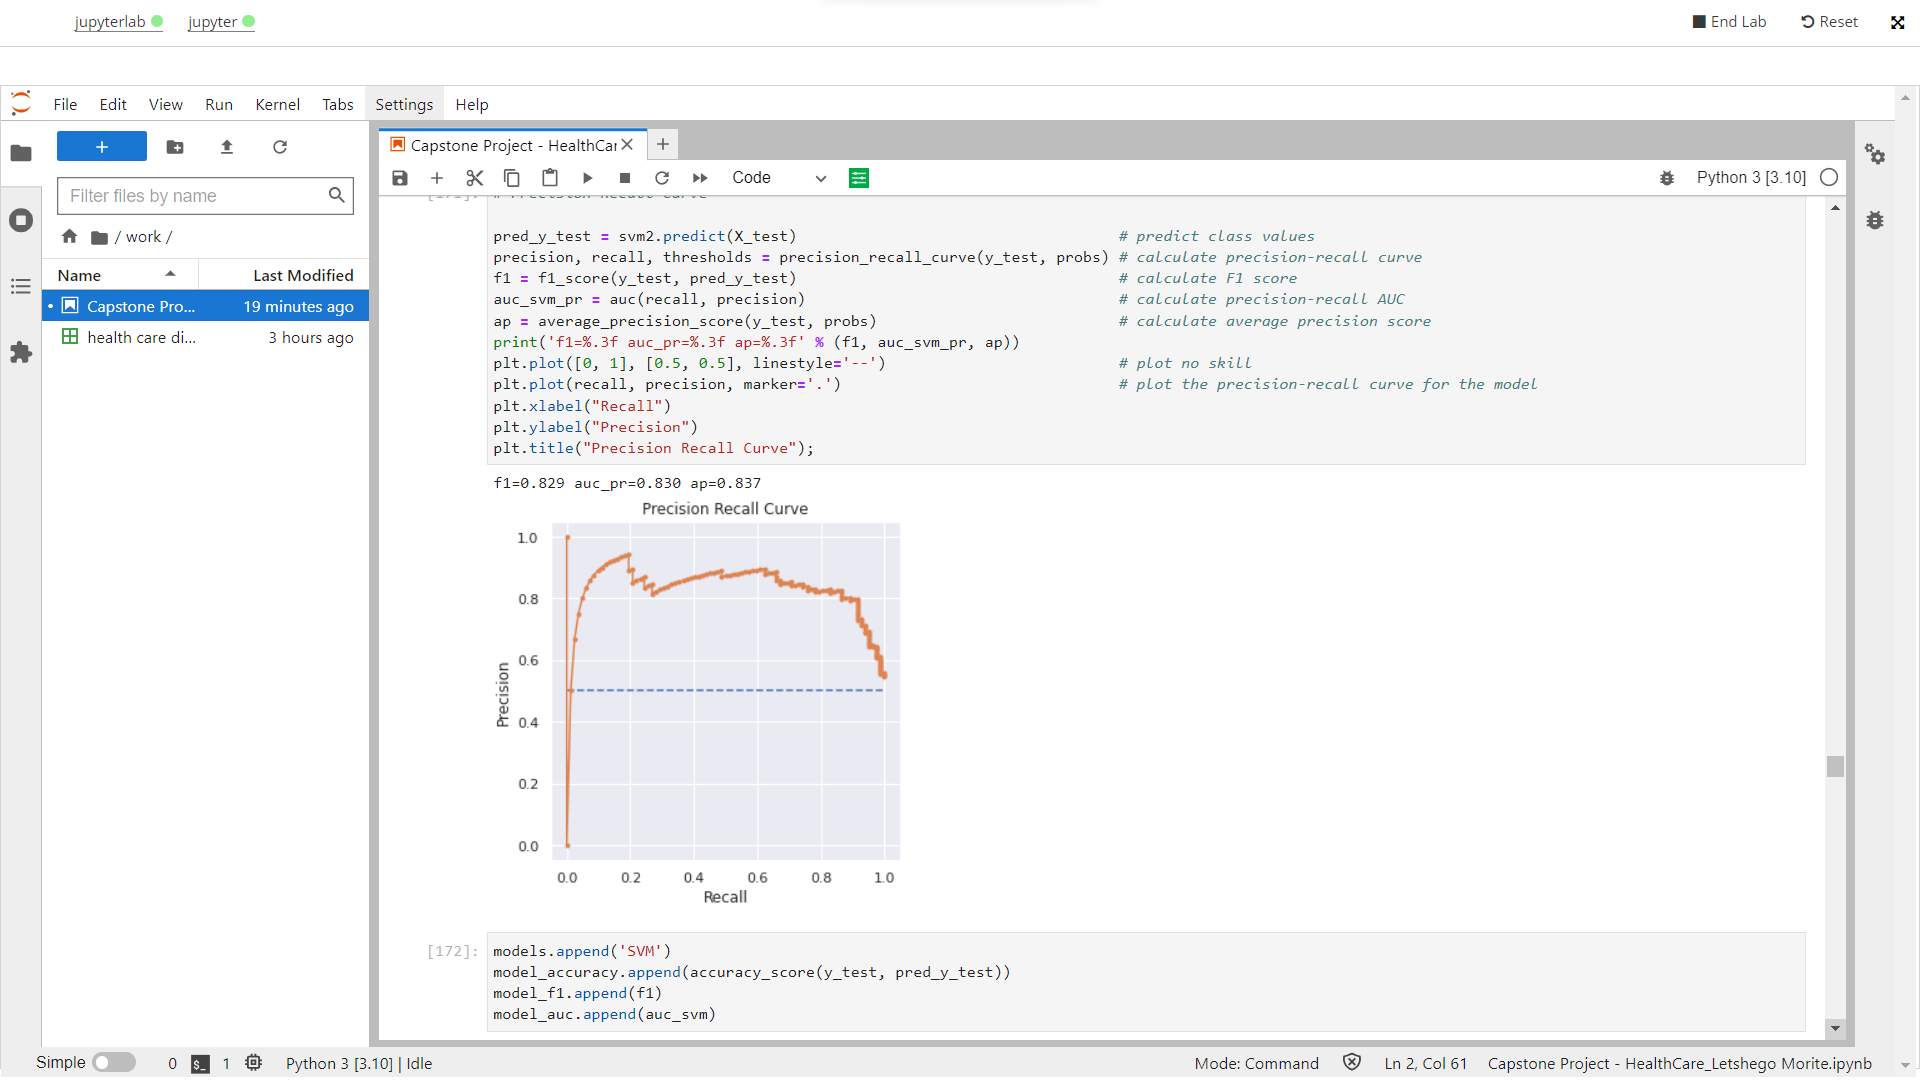 jupyterlab jupyter End Lab Reset
File Edit View Run Kernel Tabs Settings Help
Capstone Project - HealthCar
Filter files by name
Code Python 3 [3.10]
/ work /
Name Last Modified
Capstone Pro... 19 minutes ago
health care di... 3 hours ago
pred_y_test = svm2.predict(X_test) # predict class values
precision, recall, thresholds = precision_recall_curve(y_test, probs) # calculate precision-recall curve
f1 = f1_score(y_test, pred_y_test) # calculate F1 score
auc_svm_pr = auc(recall, precision) # calculate precision-recall AUC
ap = average_precision_score(y_test, probs) # calculate average precision score
print('f1=%.3f auc_pr=%.3f ap=%.3f' % (f1, auc_svm_pr, ap))
plt.plot([0, 1], [0.5, 0.5], linestyle='--') # plot no skill
plt.plot(recall, precision, marker='.') # plot the precision-recall curve for the model
plt.xlabel("Recall")
plt.ylabel("Precision")
plt.title("Precision Recall Curve");
f1=0.829 auc_pr=0.830 ap=0.837
Precision Recall Curve
1.0
0.8
0.6
0.4
0.2
0.0
Precision
0.0 0.2 0.4 0.6 0.8 1.0
Recall
[172]: models.append('SVM')
model_accuracy.append(accuracy_score(y_test, pred_y_test))
model_f1.append(f1)
model_auc.append(auc_svm)
Simple 0 $_ 1 Python 3 [3.10] | Idle Mode: Command Ln 2, Col 61 Capstone Project - HealthCare_Letshego Morite.ipynb